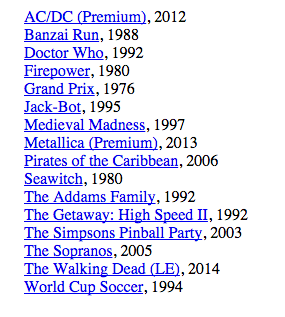 AC/DC (Premium), 2012
Banzai Run, 1988
Doctor Who, 1992
Firepower, 1980
Grand Prix, 1976
Jack-Bot, 1995
Medieval Madness, 1997
Metallica (Premium), 2013
Pirates of the Caribbean, 2006
Seawitch, 1980
The Addams Family, 1992
The Getaway: High Speed II, 1992
The Simpsons Pinball Party, 2003
The Sopranos, 2005
The Walking Dead (LE), 2014
World Cup Soccer, 1994